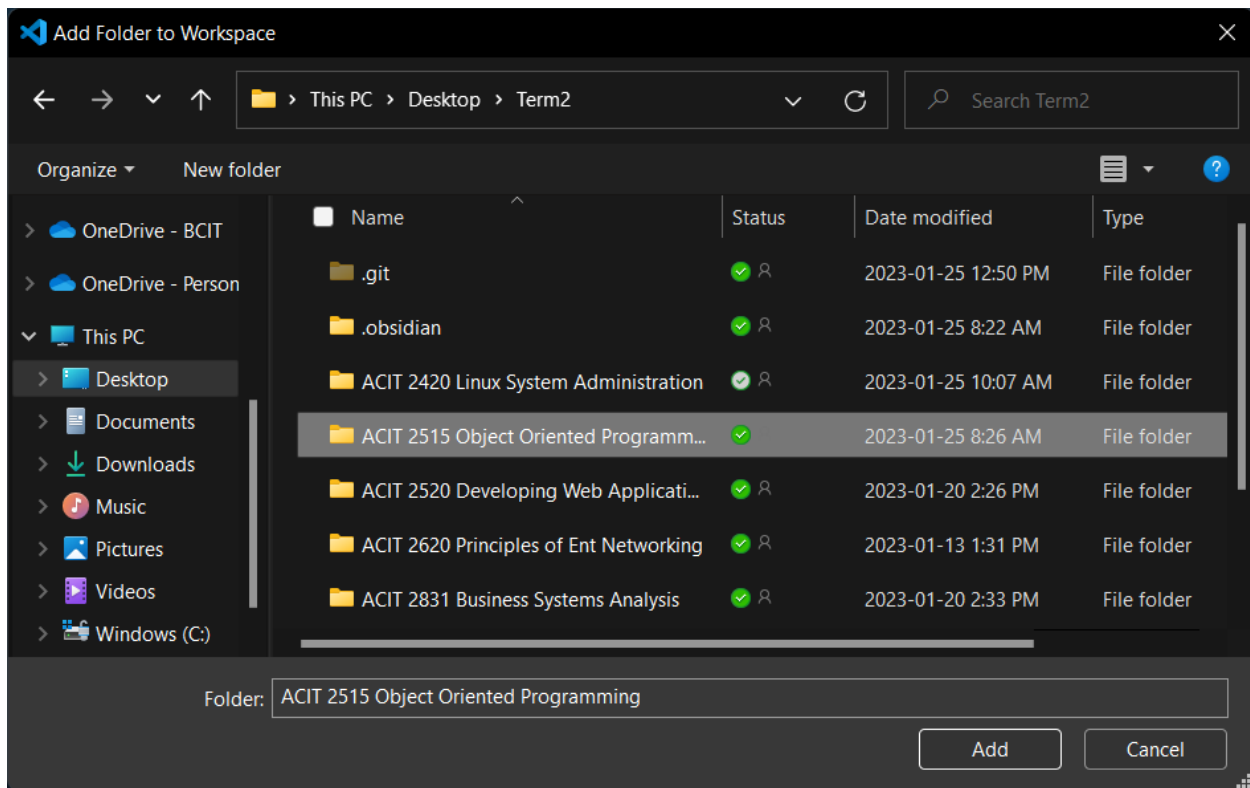 Add Folder to Workspace
This PC > Desktop > Term2
Search Term2
Organize
New folder
Name Status Date modified Type
OneDrive - BCIT
OneDrive - Person
This PC
Desktop
Documents
Downloads
Music
Pictures
Videos
Windows (C:)
.git 2023-01-25 12:50 PM File folder
.obsidian 2023-01-25 8:22 AM File folder
ACIT 2420 Linux System Administration 2023-01-25 10:07 AM File folder
ACIT 2515 Object Oriented Programm... 2023-01-25 8:26 AM File folder
ACIT 2520 Developing Web Applicati... 2023-01-20 2:26 PM File folder
ACIT 2620 Principles of Ent Networking 2023-01-13 1:31 PM File folder
ACIT 2831 Business Systems Analysis 2023-01-20 2:33 PM File folder
Folder: ACIT 2515 Object Oriented Programming
Add Cancel